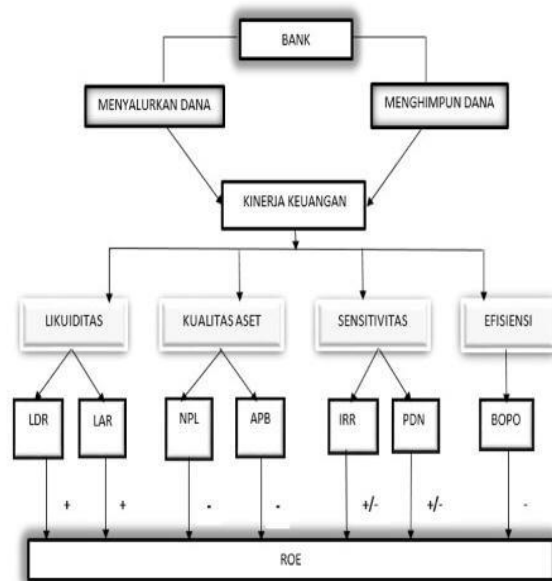 BANK
MENYALURKAN DANA
MENGHIMPUN DANA
KINERJA KEUANGAN
LIKUIDITAS
KUALITAS ASET
SENSITIVITAS
EFISIENSI
LDR
LAR
NPL
APB
IRR
PDN
BOPO
+
+
-
-
+/-
+/-
-
ROE